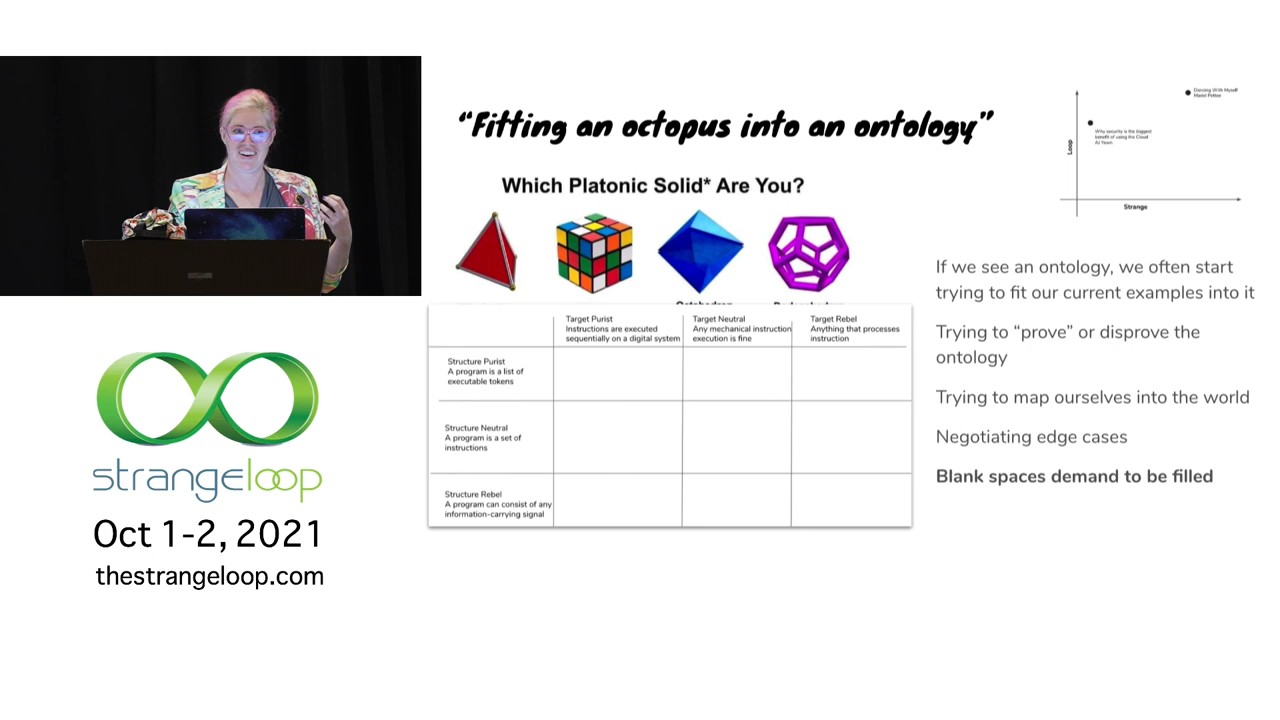 "Fitting an octopus into an ontology"
Which Platonic Solid* Are You?
Target Purist
Instructions are executed
sequentially on a digital system
Target Neutral
Any mechanical instruction
execution is fine
Target Rebel
Anything that processes
instruction
Structure Purist
A program is a list of
executable tokens
Structure Neutral
A program is a set of
instructions
Structure Rebel
A program can consist of any
information-carrying signal
Loop
Strange
Dancing With Myself
Why security is the biggest
benefit of using the Cloud
If we see an ontology, we often start
trying to fit our current examples into it
Trying to "prove" or disprove the
ontology
Trying to map ourselves into the world
Negotiating edge cases
Blank spaces demand to be filled
strangeloop
Oct 1-2, 2021
thestrangeloop.com